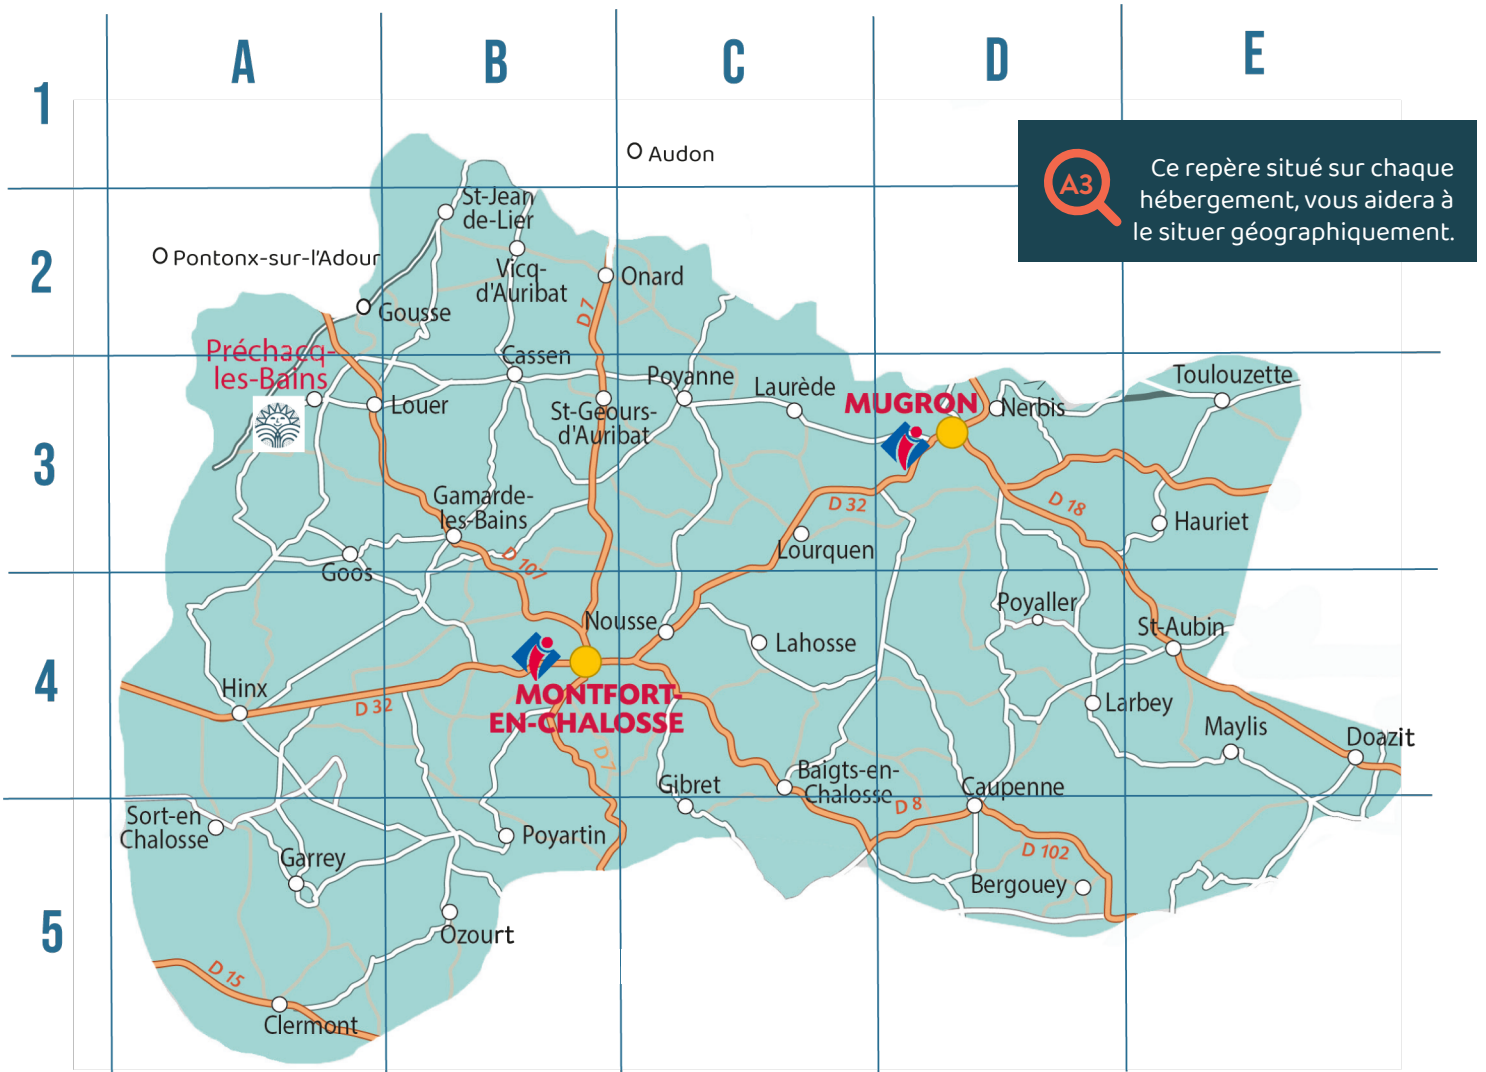 A
B
C
D
E
1
Audon
A3
Ce repère situé sur chaque
hébergement, vous aidera à
le situer géographiquement.
St-Jean
de-Lier
2
Pontonx-sur-l'Adour
Vicq-
d'Auribat
Onard
D 7
Gousse
Préchacq-
les-Bains
Cassen
Poyanne
Laurède
Toulouzette
Louer
St-Geours-
d'Auribat
MUGRON
Nerbis
3
Gamarde-
les-Bains
D 32
D 18
Hauriet
Lourquen
Goos
D 107
Nousse
Lahosse
Poyaller
St-Aubin
4
Hinx
D 32
MONTFORT-
EN-CHALOSSE
Larbey
Maylis
Doazit
D 7
Gibret
Baigts-en-
Chalosse
D 8
Caupenne
Sort-en
Chalosse
Garrey
Poyartin
D 102
Bergouey
5
Ozourt
D 15
Clermont